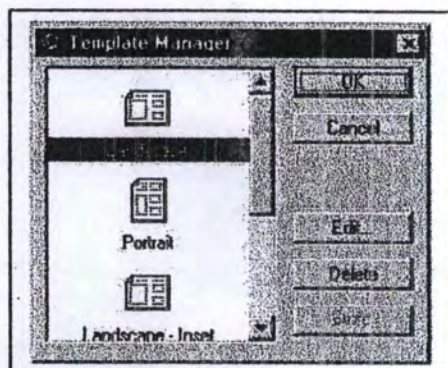 Template Manager
OK
Cancel
Portrait
Edit...
Delete
Landscape - Inset